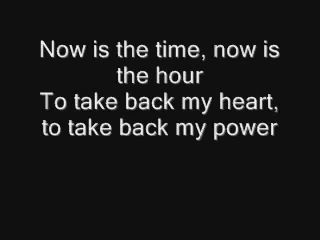 Now is the time, now is
the hour
To take back my heart,
to take back my power